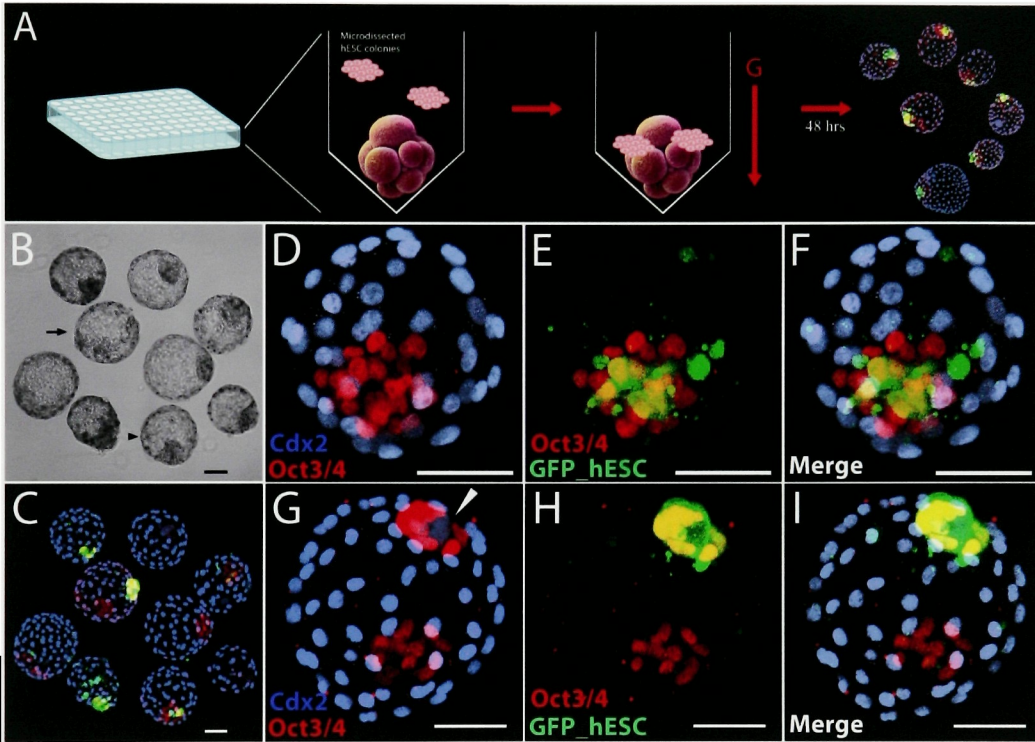 A
Microdissected
hESC colonies
G
48 hrs
B
D
Cdx2
Oct3/4
E
Oct3/4
GFP_hESC
F
Merge
C
G
Cdx2
Oct3/4
H
Oct3/4
GFP_hESC
I
Merge